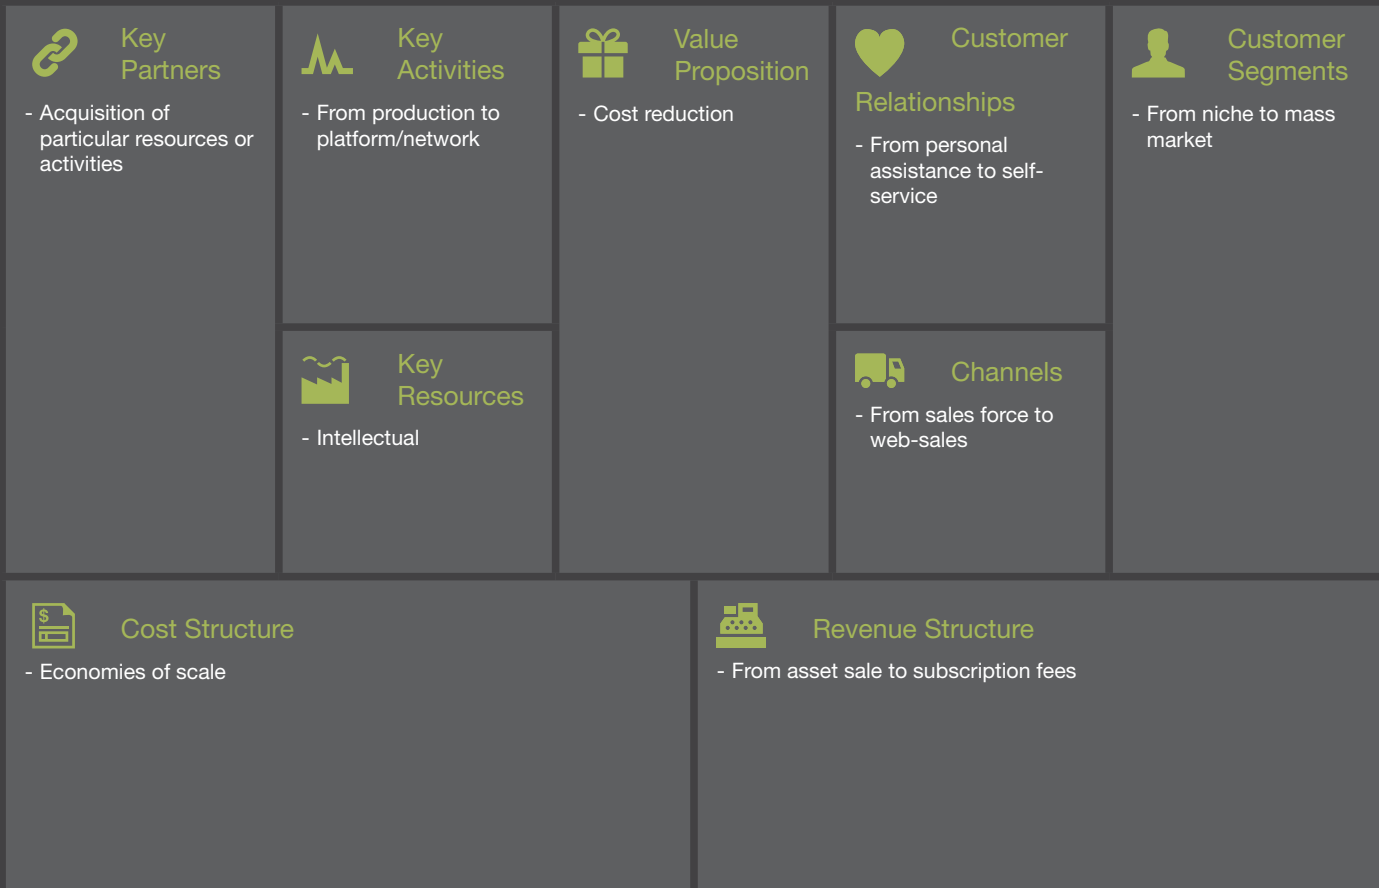 Key
Partners
- Acquisition of
particular resources or
activities
Key
Activities
- From production to
platform/network
Key
Resources
- Intellectual
Value
Proposition
- Cost reduction
Customer
Relationships
- From personal
assistance to self-
service
Channels
- From sales force to
web-sales
Customer
Segments
- From niche to mass
market
$
Cost Structure
- Economies of scale
Revenue Structure
- From asset sale to subscription fees